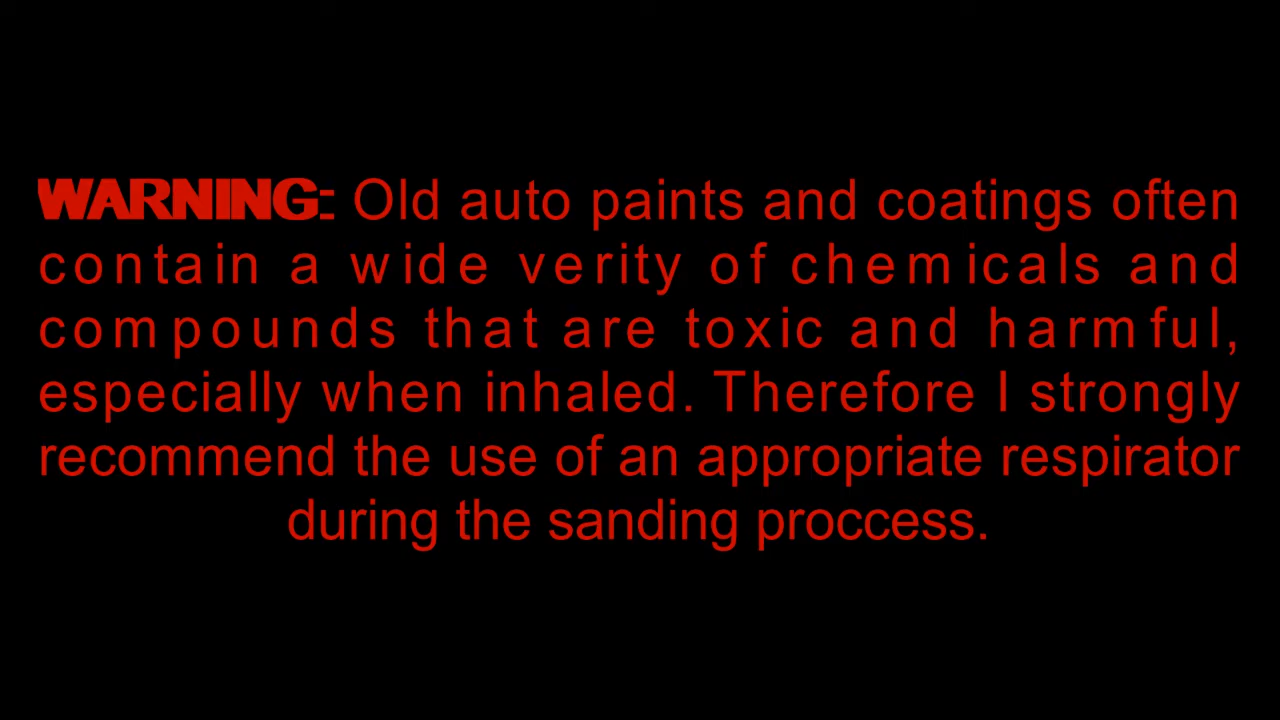 WARNING: Old auto paints and coatings often
contain a wide verity of chemicals and
compounds that are toxic and harmful,
especially when inhaled. Therefore I strongly
recommend the use of an appropriate respirator
during the sanding proccess.